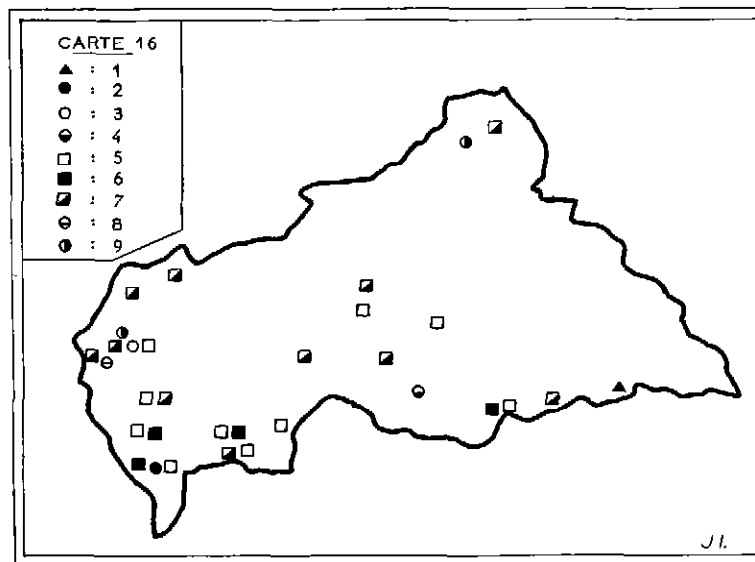 CARTE 16
▲ : 1
● : 2
○ : 3
◒ : 4
□ : 5
■ : 6
◪ : 7
⊖ : 8
◑ : 9
J I.